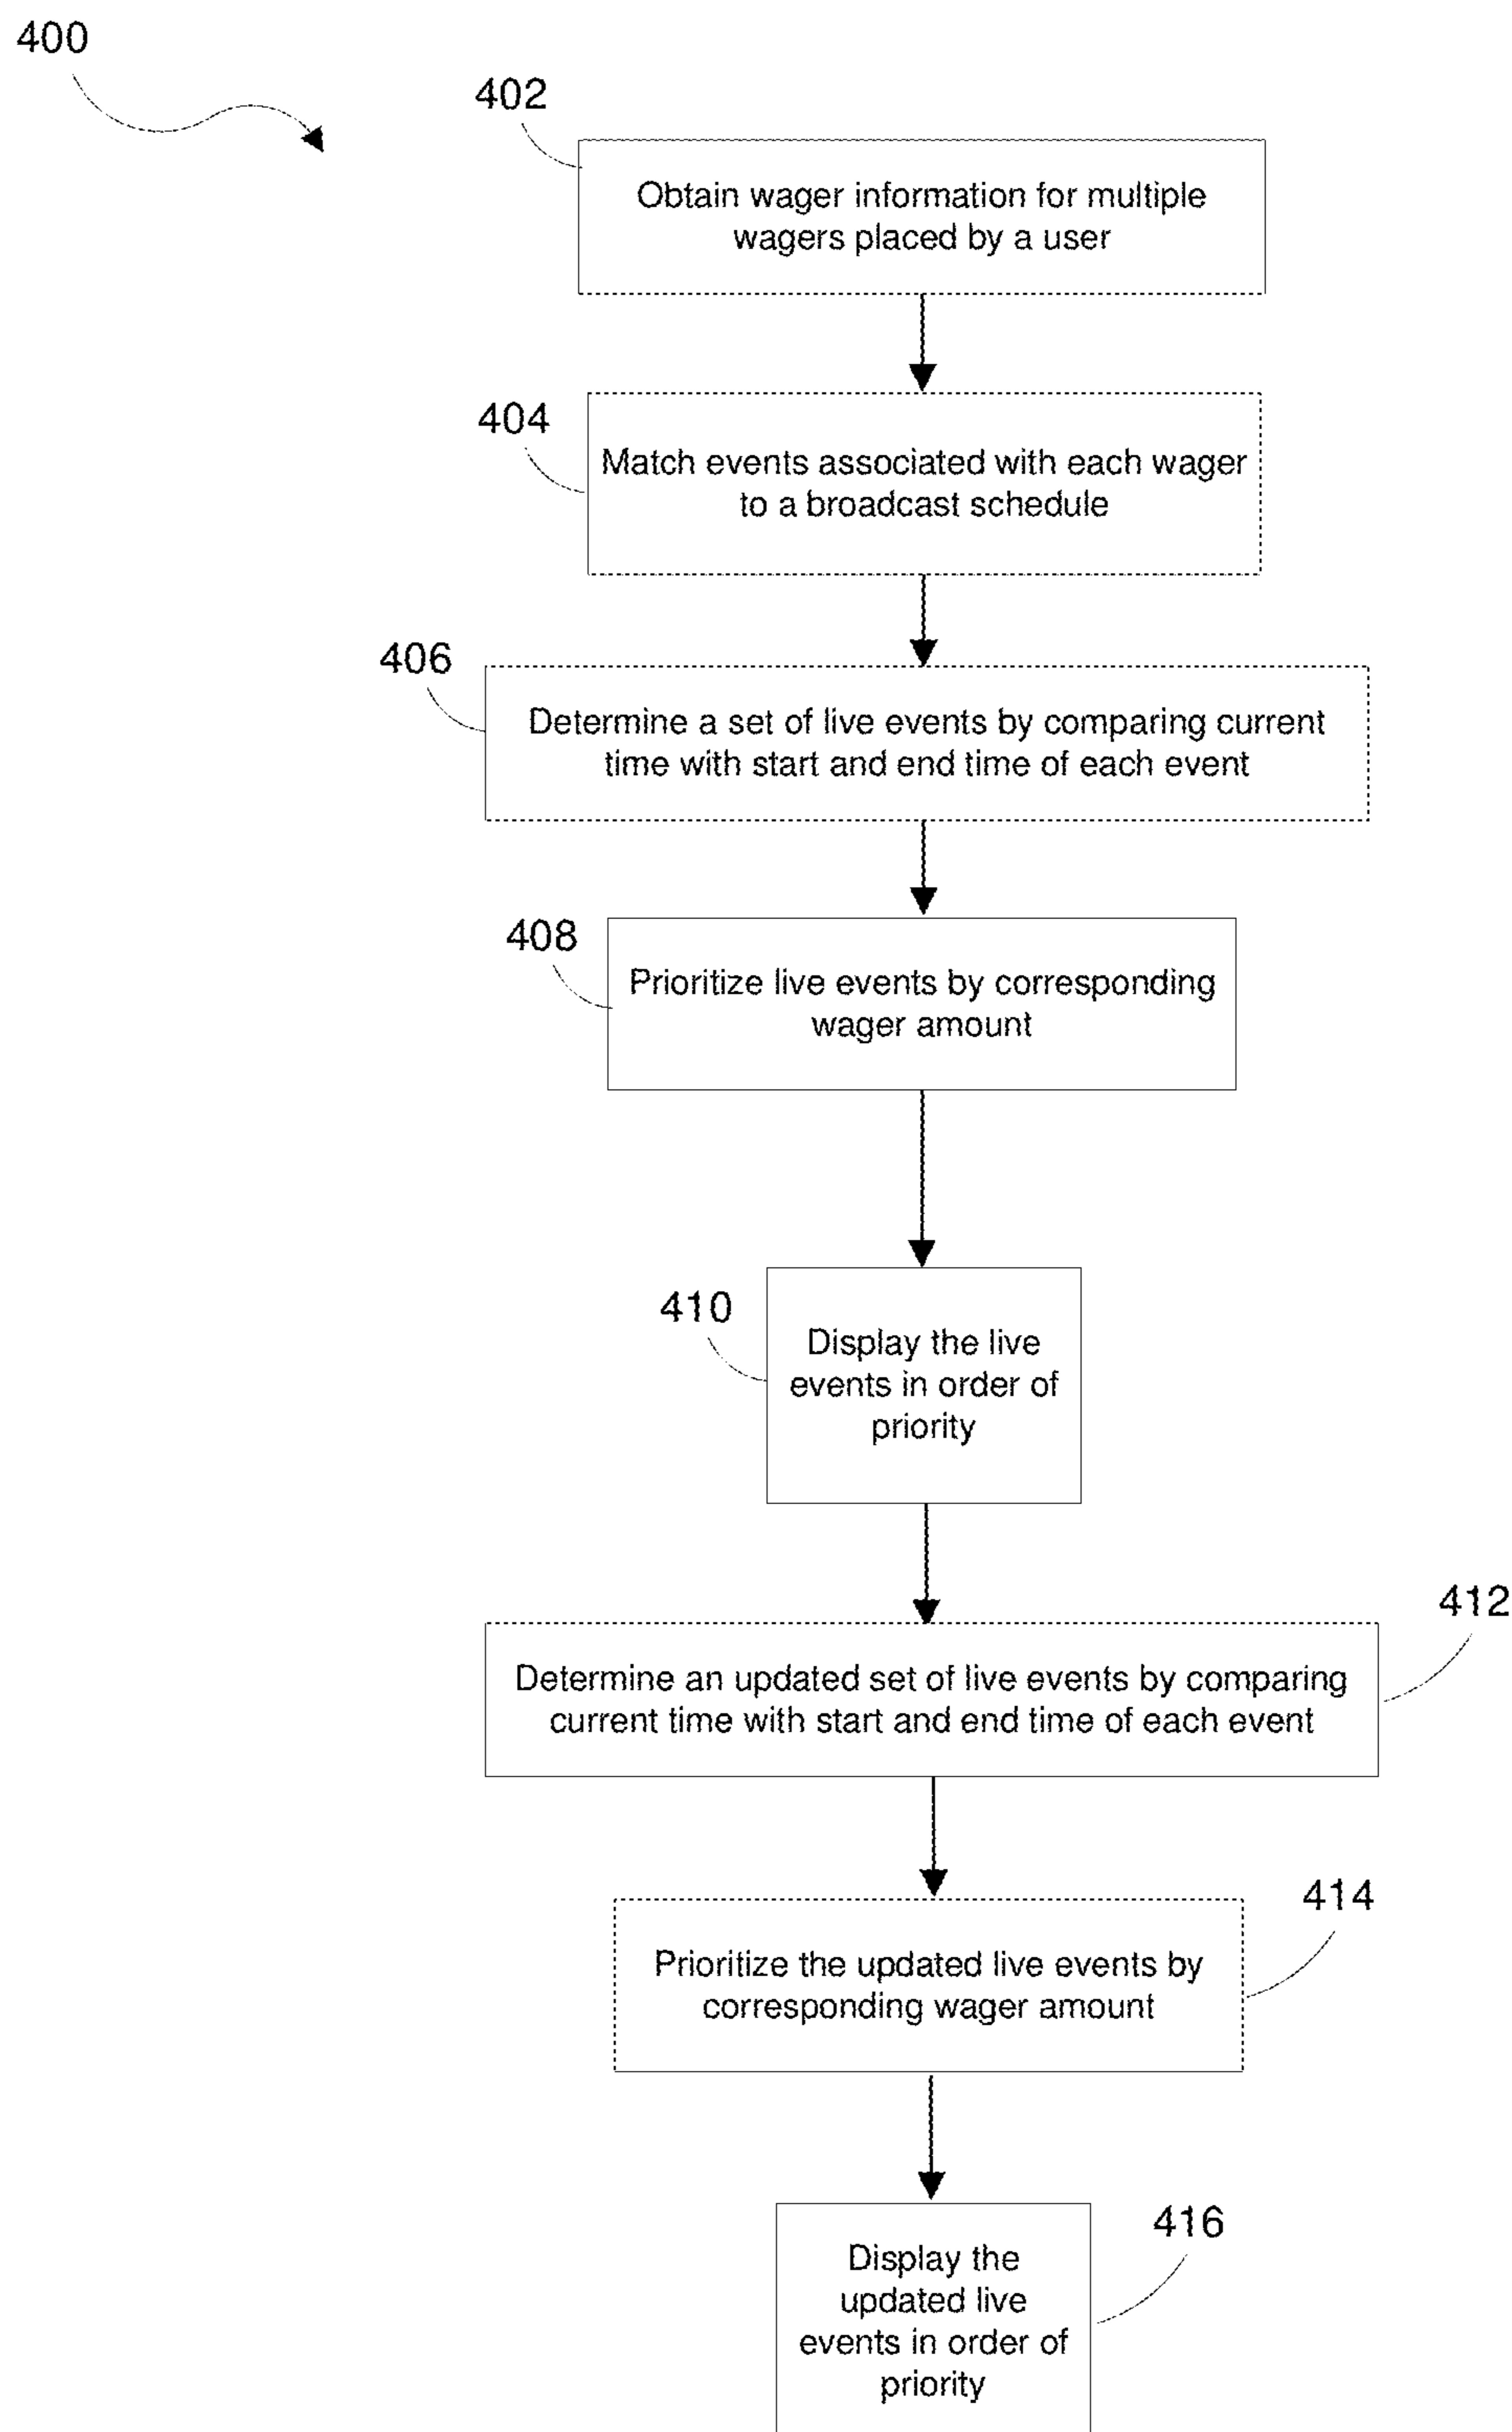 400
402
Obtain wager information for multiple
wagers placed by a user
404
Match events associated with each wager
to a broadcast schedule
406
Determine a set of live events by comparing current
time with start and end time of each event
408
Prioritize live events by corresponding
wager amount
410
Display the live
events in order of
priority
412
Determine an updated set of live events by comparing
current time with start and end time of each event
414
Prioritize the updated live events by
corresponding wager amount
416
Display the
updated live
events in order of
priority